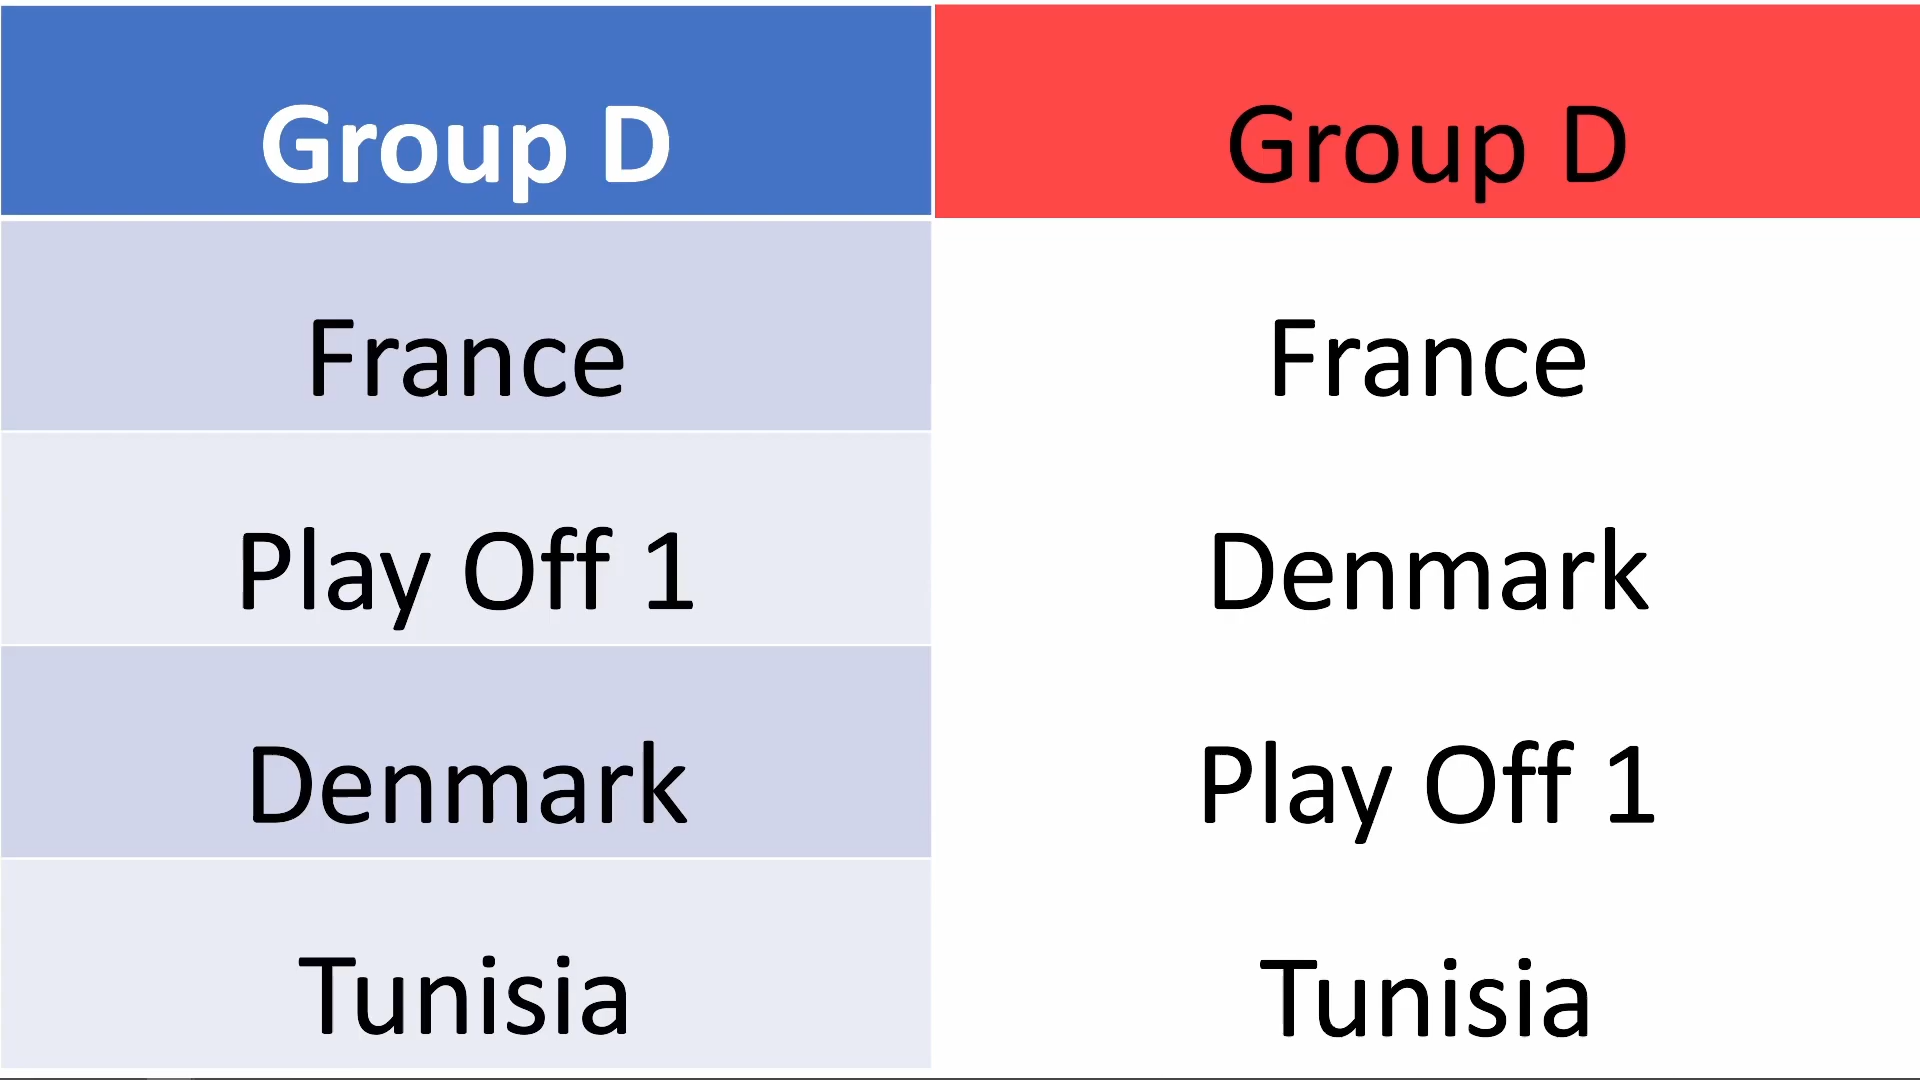 Group D
Group D
France
France
Play Off 1
Denmark
Denmark
Play Off 1
Tunisia
Tunisia